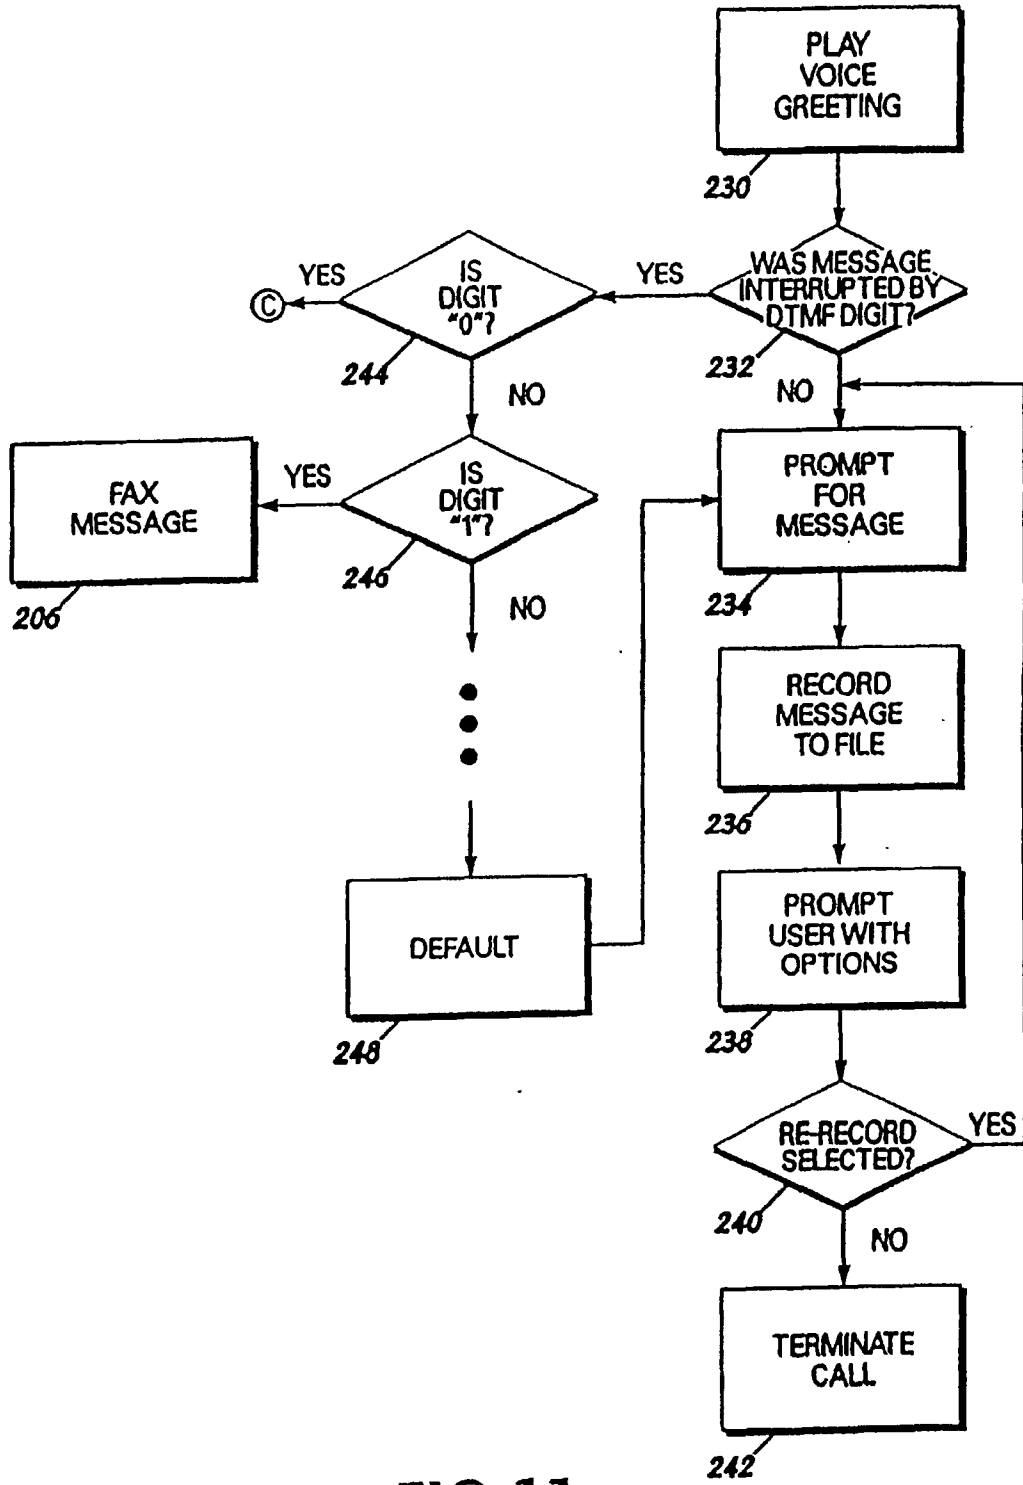 PLAY
VOICE
GREETING
230
WAS MESSAGE
INTERRUPTED BY
DTMF DIGIT?
232
YES
IS
DIGIT
"0"?
244
YES
C
NO
NO
IS
DIGIT
"1"?
246
YES
FAX
MESSAGE
206
NO
PROMPT
FOR
MESSAGE
234
RECORD
MESSAGE
TO FILE
236
DEFAULT
248
PROMPT
USER WITH
OPTIONS
238
RE-RECORD
SELECTED?
240
YES
NO
TERMINATE
CALL
242